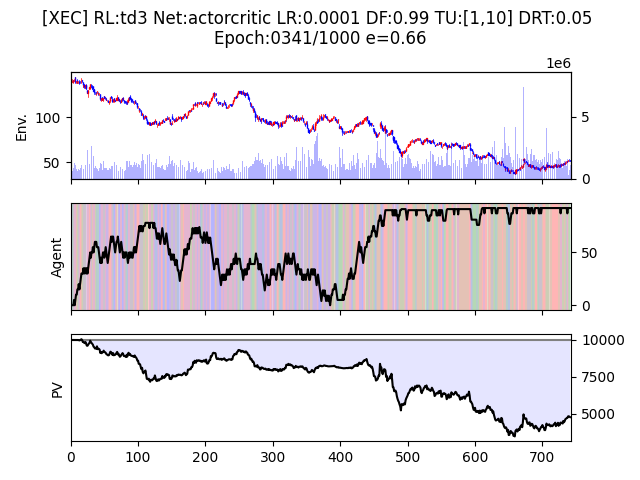 [XEC] RL:td3 Net:actorcritic LR:0.0001 DF:0.99 TU:[1,10] DRT:0.05
Epoch:0341/1000 e=0.66
1e6
Env.
100
50
5
0
Agent
50
0
PV
10000
7500
5000
0 100 200 300 400 500 600 700